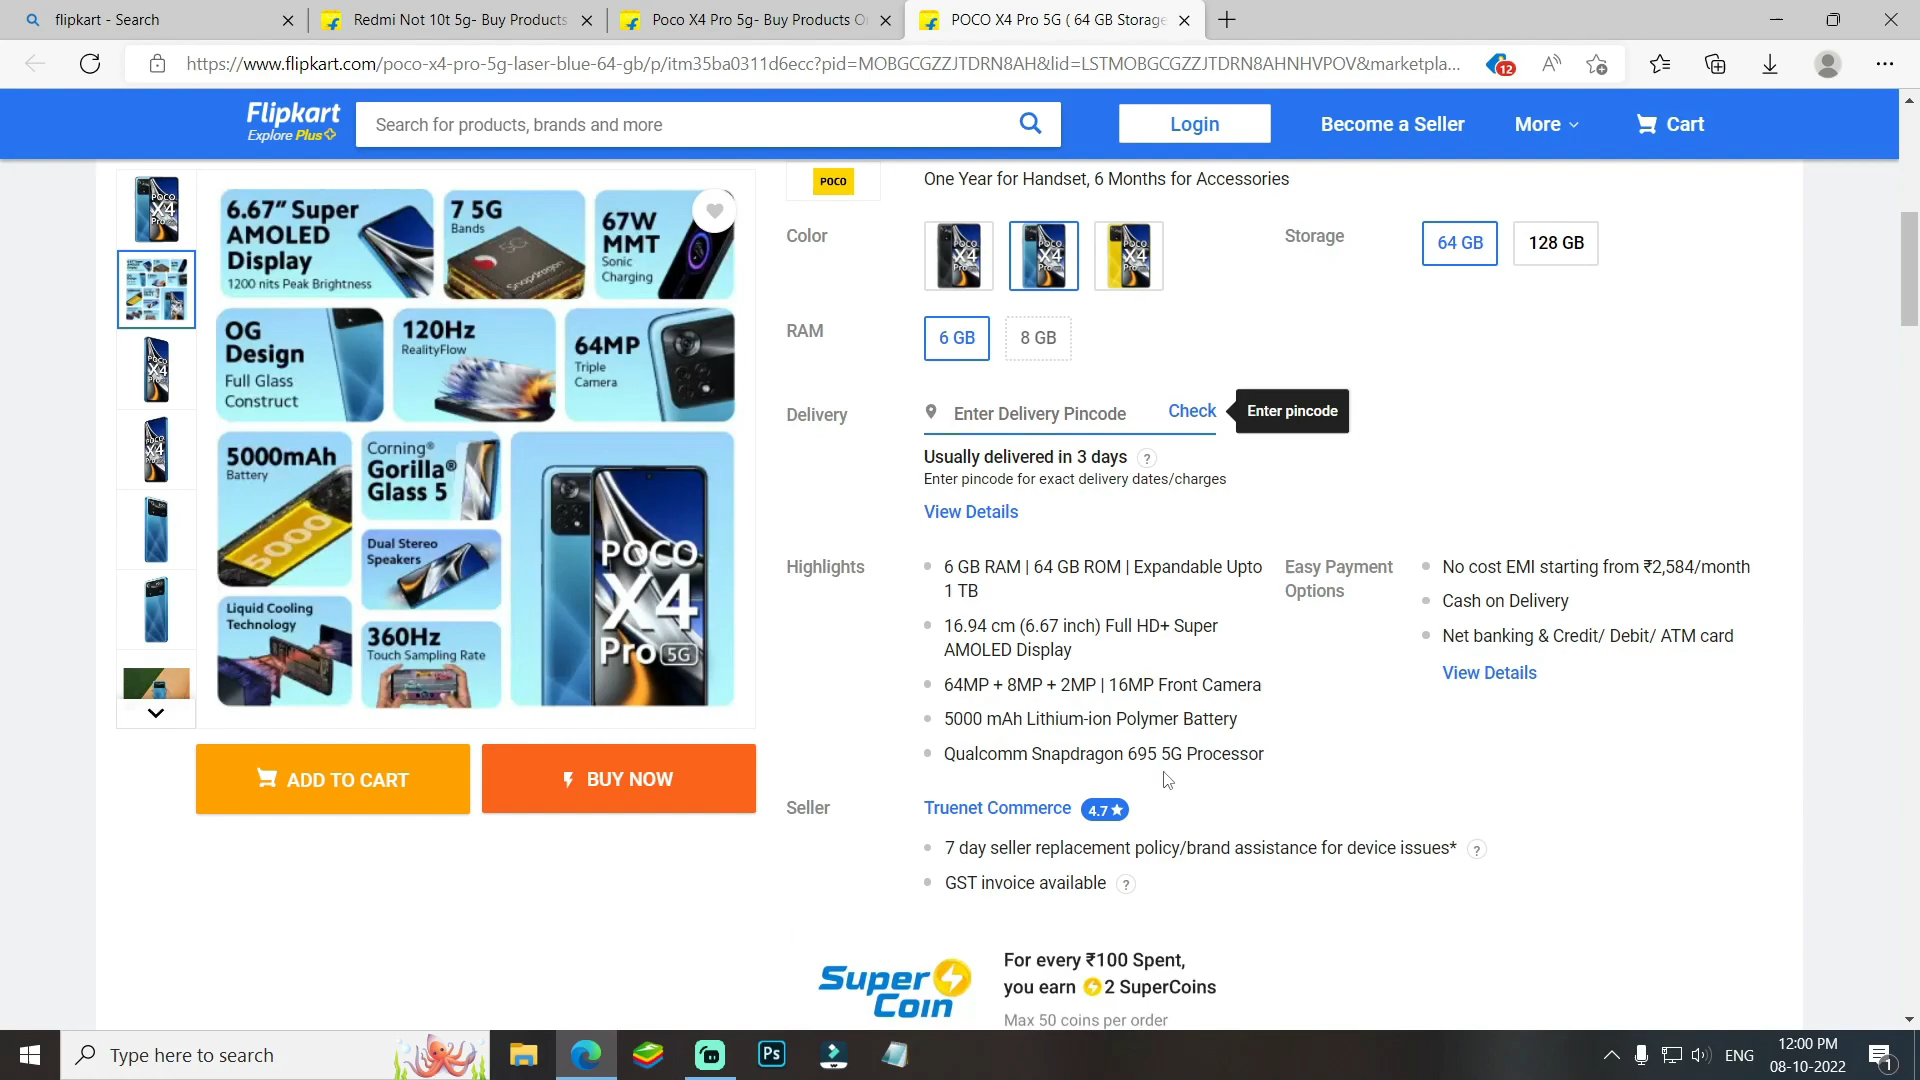 flipkart - Search
Redmi Not 10t 5g- Buy Products
Poco X4 Pro 5g- Buy Products O
POCO X4 Pro 5G ( 64 GB Storage
https://www.flipkart.com/poco-x4-pro-5g-laser-blue-64-gb/p/itm35ba0311d6ecc?pid=MOBGCGZZJTDRN8AH&lid=LSTMOBGCGZZJTDRN8AHNHVPOV&marketpla...
12
Flipkart
Explore Plus
Search for products, brands and more
Login
Become a Seller
More
Cart
POCO
One Year for Handset, 6 Months for Accessories
Color
Storage
64 GB
128 GB
RAM
6 GB
8 GB
Delivery
Enter Delivery Pincode
Check
Enter pincode
Usually delivered in 3 days ?
Enter pincode for exact delivery dates/charges
View Details
6.67" Super
AMOLED
Display
1200 nits Peak Brightness
7 5G
Bands
5G
Snapdragon
67W
MMT
Sonic
Charging
OG
Design
Full Glass
Construct
120Hz
RealityFlow
64MP
Triple
Camera
5000mAh
Battery
5000
Corning®
Gorilla®
Glass 5
Dual Stereo
Speakers
Liquid Cooling
Technology
360Hz
Touch Sampling Rate
POCO
X4
Pro 5G
Highlights
6 GB RAM | 64 GB ROM | Expandable Upto
1 TB
16.94 cm (6.67 inch) Full HD+ Super
AMOLED Display
64MP + 8MP + 2MP | 16MP Front Camera
5000 mAh Lithium-ion Polymer Battery
Qualcomm Snapdragon 695 5G Processor
Easy Payment
Options
No cost EMI starting from ₹2,584/month
Cash on Delivery
Net banking & Credit/ Debit/ ATM card
View Details
ADD TO CART
BUY NOW
Seller
Truenet Commerce 4.7★
7 day seller replacement policy/brand assistance for device issues* ?
GST invoice available ?
Super
Coin
For every ₹100 Spent,
you earn 2 SuperCoins
Max 50 coins per order
Type here to search
Ps
ENG
12:00 PM
08-10-2022
1